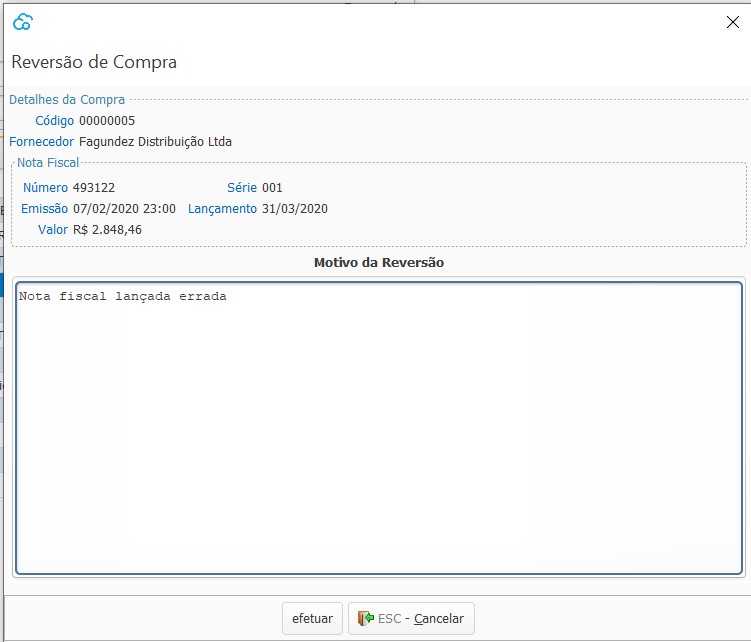 Reversão de Compra
Detalhes da Compra
Código 00000005
Fornecedor Fagundez Distribuição Ltda
Nota Fiscal
Número 493122 Série 001
Emissão 07/02/2020 23:00 Lançamento 31/03/2020
Valor R$ 2.848,46
Motivo da Reversão
Nota fiscal lançada errada
efetuar ESC - Cancelar